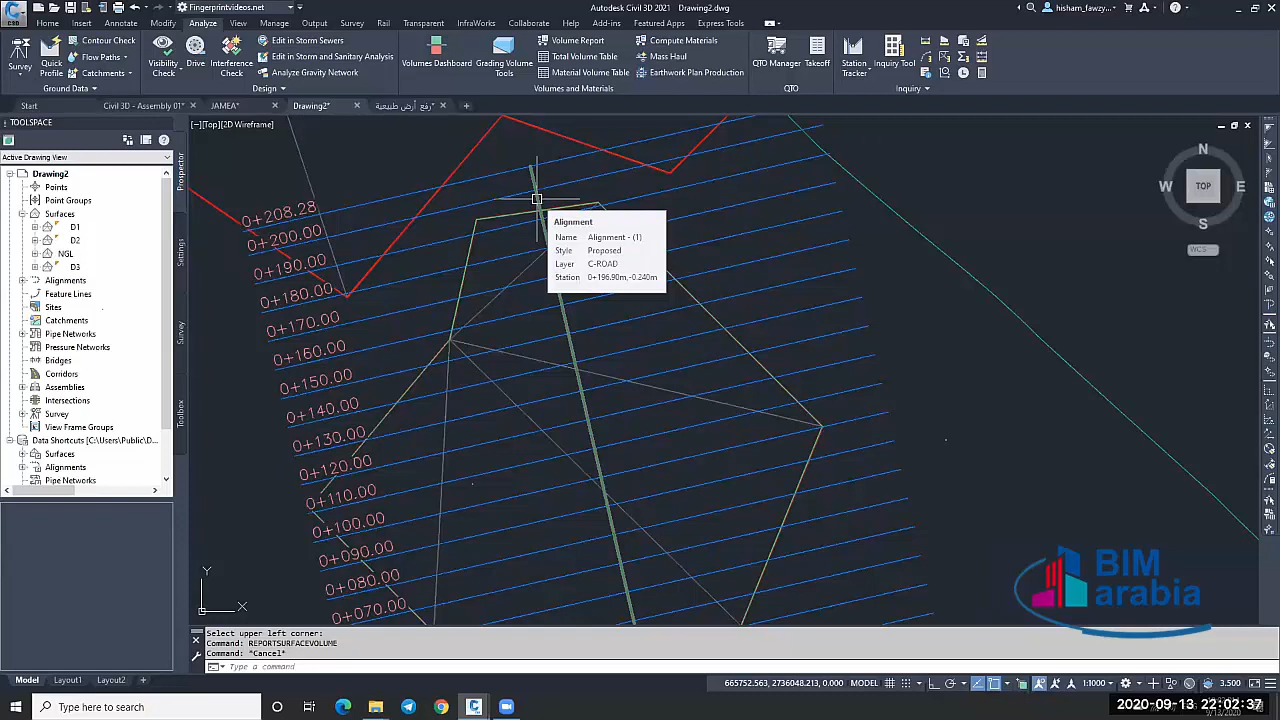 Fingerprintvideos.net
Autodesk Civil 3D 2021 Drawing2.dwg
hisham_fawzy...
Home Insert Annotate Modify Analyze View Manage Output Survey Rail Transparent InfraWorks Collaborate Help Add-ins Featured Apps Express Tools
Survey
Quick Profile
Contour Check
Flow Paths
Catchments
Ground Data
Visibility Check
Drive
Interference Check
Edit in Storm Sewers
Edit in Storm and Sanitary Analysis
Analyze Gravity Network
Design
Volumes Dashboard
Grading Volume Tools
Volume Report
Total Volume Table
Material Volume Table
Compute Materials
Mass Haul
Earthwork Plan Production
Volumes and Materials
QTO Manager
Takeoff
QTO
Station Tracker
Inquiry Tool
Inquiry
Start
Civil 3D - Assembly 01*
JAMEA*
Drawing2*
رفع أرض طبيعية*
TOOLSPACE
Active Drawing View
Drawing2
Points
Point Groups
Surfaces
D1
D2
NGL
D3
Alignments
Feature Lines
Sites
Catchments
Pipe Networks
Pressure Networks
Bridges
Corridors
Assemblies
Intersections
Survey
View Frame Groups
Data Shortcuts [C:\Users\Public\D...
Surfaces
Alignments
Pipe Networks
Prospector
Settings
Survey
Toolbox
[−][Top][2D Wireframe]
0+208.28
0+200.00
0+190.00
0+180.00
0+170.00
0+160.00
0+150.00
0+140.00
0+130.00
0+120.00
0+110.00
0+100.00
0+090.00
0+080.00
0+070.00
Alignment
Name Alignment - (1)
Style Proposed
Layer C-ROAD
Station 0+196.90m,-0.240m
N
W TOP E
S
WCS
Y
X
BIM
arabia
Select upper left corner:
Command: REPORTSURFACEVOLUME
Command: *Cancel*
Type a command
Model Layout1 Layout2
665752.563, 2736048.213, 0.000 MODEL
1:1000
3.500
Type here to search
2020-09-13 22:02:37